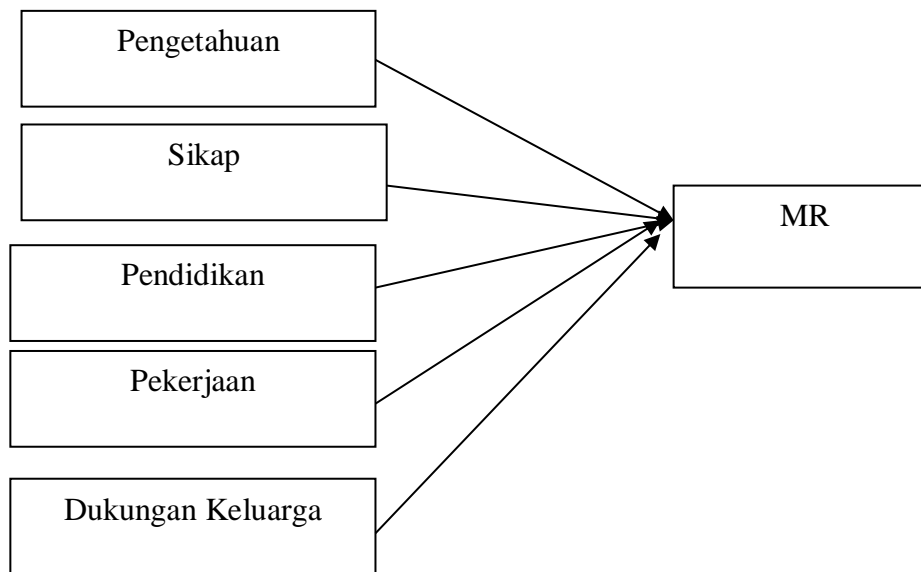 Pengetahuan
Sikap
MR
Pendidikan
Pekerjaan
Dukungan Keluarga